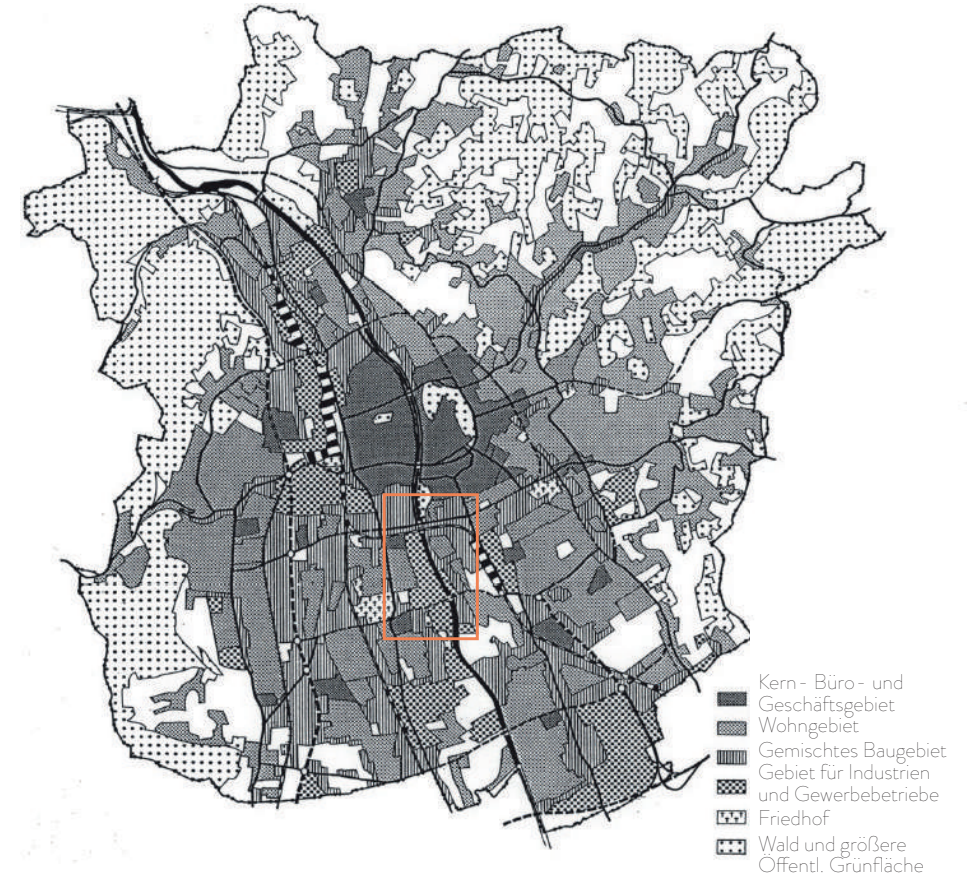 Kern- Büro- und
Geschäftsgebiet
Wohngebiet
Gemischtes Baugebiet
Gebiet für Industrien
und Gewerbebetriebe
Friedhof
Wald und größere
Öffentl. Grünfläche